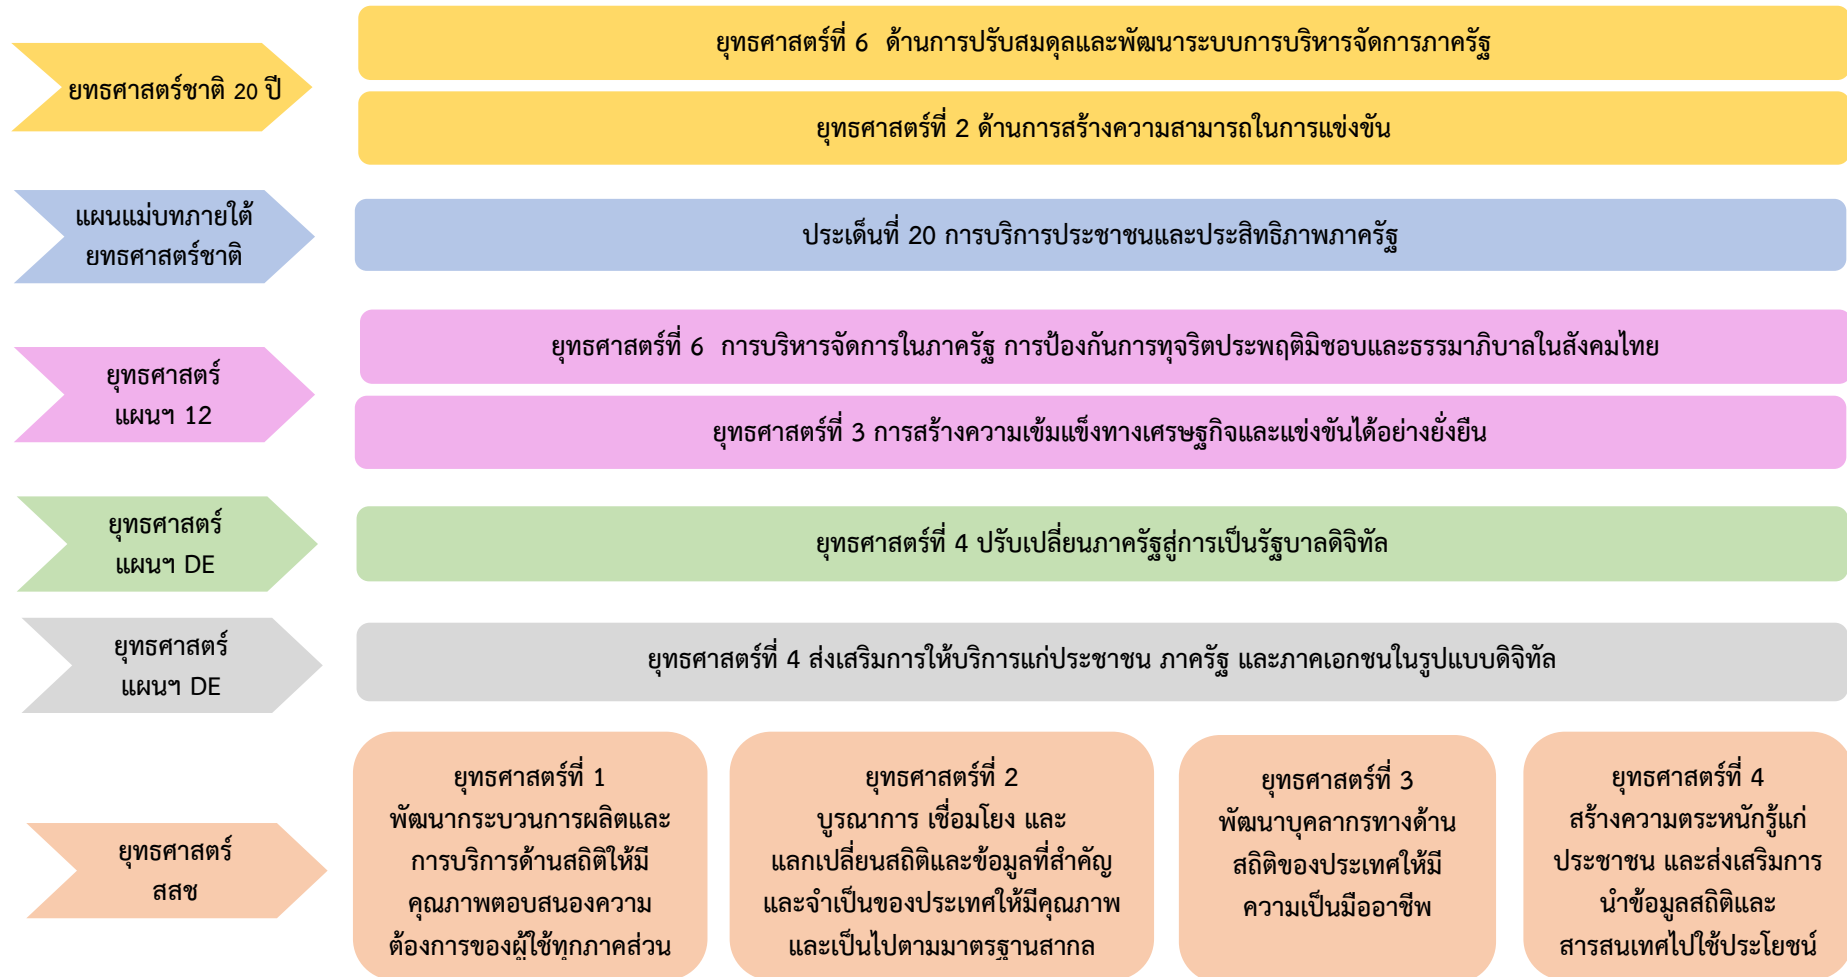 ยทธศาสตร์ชาติ 20 ปี
ยุทธศาสตร์ที่ 6 ด้านการปรับสมดุลและพัฒนาระบบการบริหารจัดการภาครัฐ
ยุทธศาสตร์ที่ 2 ด้านการสร้างความสามารถในการแข่งขัน
แผนแม่บทภายใต้
ยทธศาสตร์ชาติ
ประเด็นที่ 20 การบริการประชาชนและประสิทธิภาพภาครัฐ
ยุทธศาสตร์
แผนฯ 12
ยุทธศาสตร์ที่ 6 การบริหารจัดการในภาครัฐ การป้องกันการทุจริตประพฤติมิชอบและธรรมาภิบาลในสังคมไทย
ยุทธศาสตร์ที่ 3 การสร้างความเข้มแข็งทางเศรษฐกิจและแข่งขันได้อย่างยั่งยืน
ยุทธศาสตร์
แผนฯ DE
ยุทธศาสตร์ที่ 4 ปรับเปลี่ยนภาครัฐสู่การเป็นรัฐบาลดิจิทัล
ยุทธศาสตร์
แผนฯ DE
ยุทธศาสตร์ที่ 4 ส่งเสริมการให้บริการแก่ประชาชน ภาครัฐ และภาคเอกชนในรูปแบบดิจิทัล
ยุทธศาสตร์
สสช
ยุทธศาสตร์ที่ 1
พัฒนากระบวนการผลิตและ
การบริการด้านสถิติให้มี
คุณภาพตอบสนองความ
ต้องการของผู้ใช้ทุกภาคส่วน
ยุทธศาสตร์ที่ 2
บูรณาการ เชื่อมโยง และ
แลกเปลี่ยนสถิติและข้อมูลที่สำคัญ
และจำเป็นของประเทศให้มีคุณภาพ
และเป็นไปตามมาตรฐานสากล
ยุทธศาสตร์ที่ 3
พัฒนาบุคลากรทางด้าน
สถิติของประเทศให้มี
ความเป็นมืออาชีพ
ยุทธศาสตร์ที่ 4
สร้างความตระหนักรู้แก่
ประชาชน และส่งเสริมการ
นำข้อมูลสถิติและ
สารสนเทศไปใช้ประโยชน์